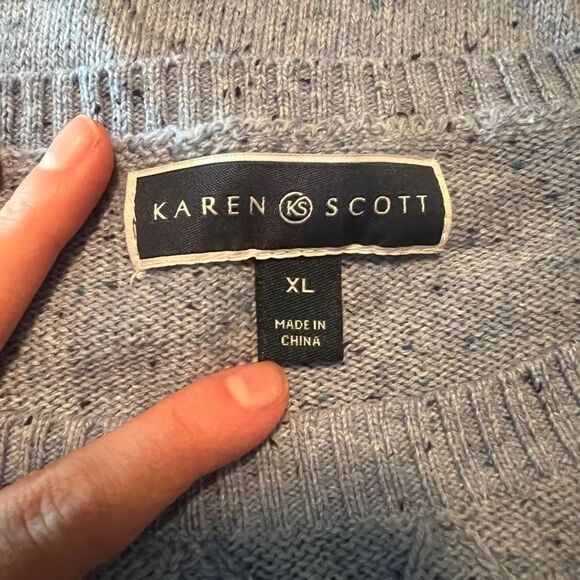 KAREN KS SCOTT
XL
MADE IN
CHINA